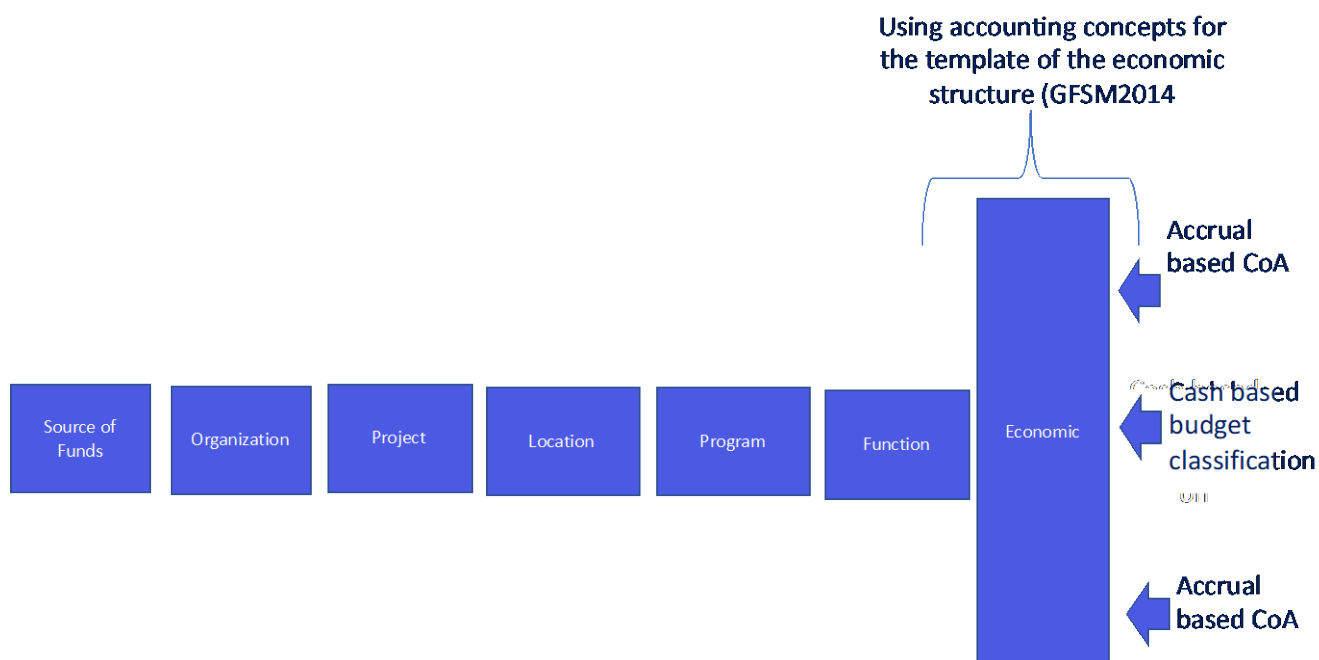 Using accounting concepts for
the template of the economic
structure (GFSM2014
Accrual
based CoA
Source of
Funds
Organization
Project
Location
Program
Function
Economic
Cash based
budget
classification
Accrual
based CoA